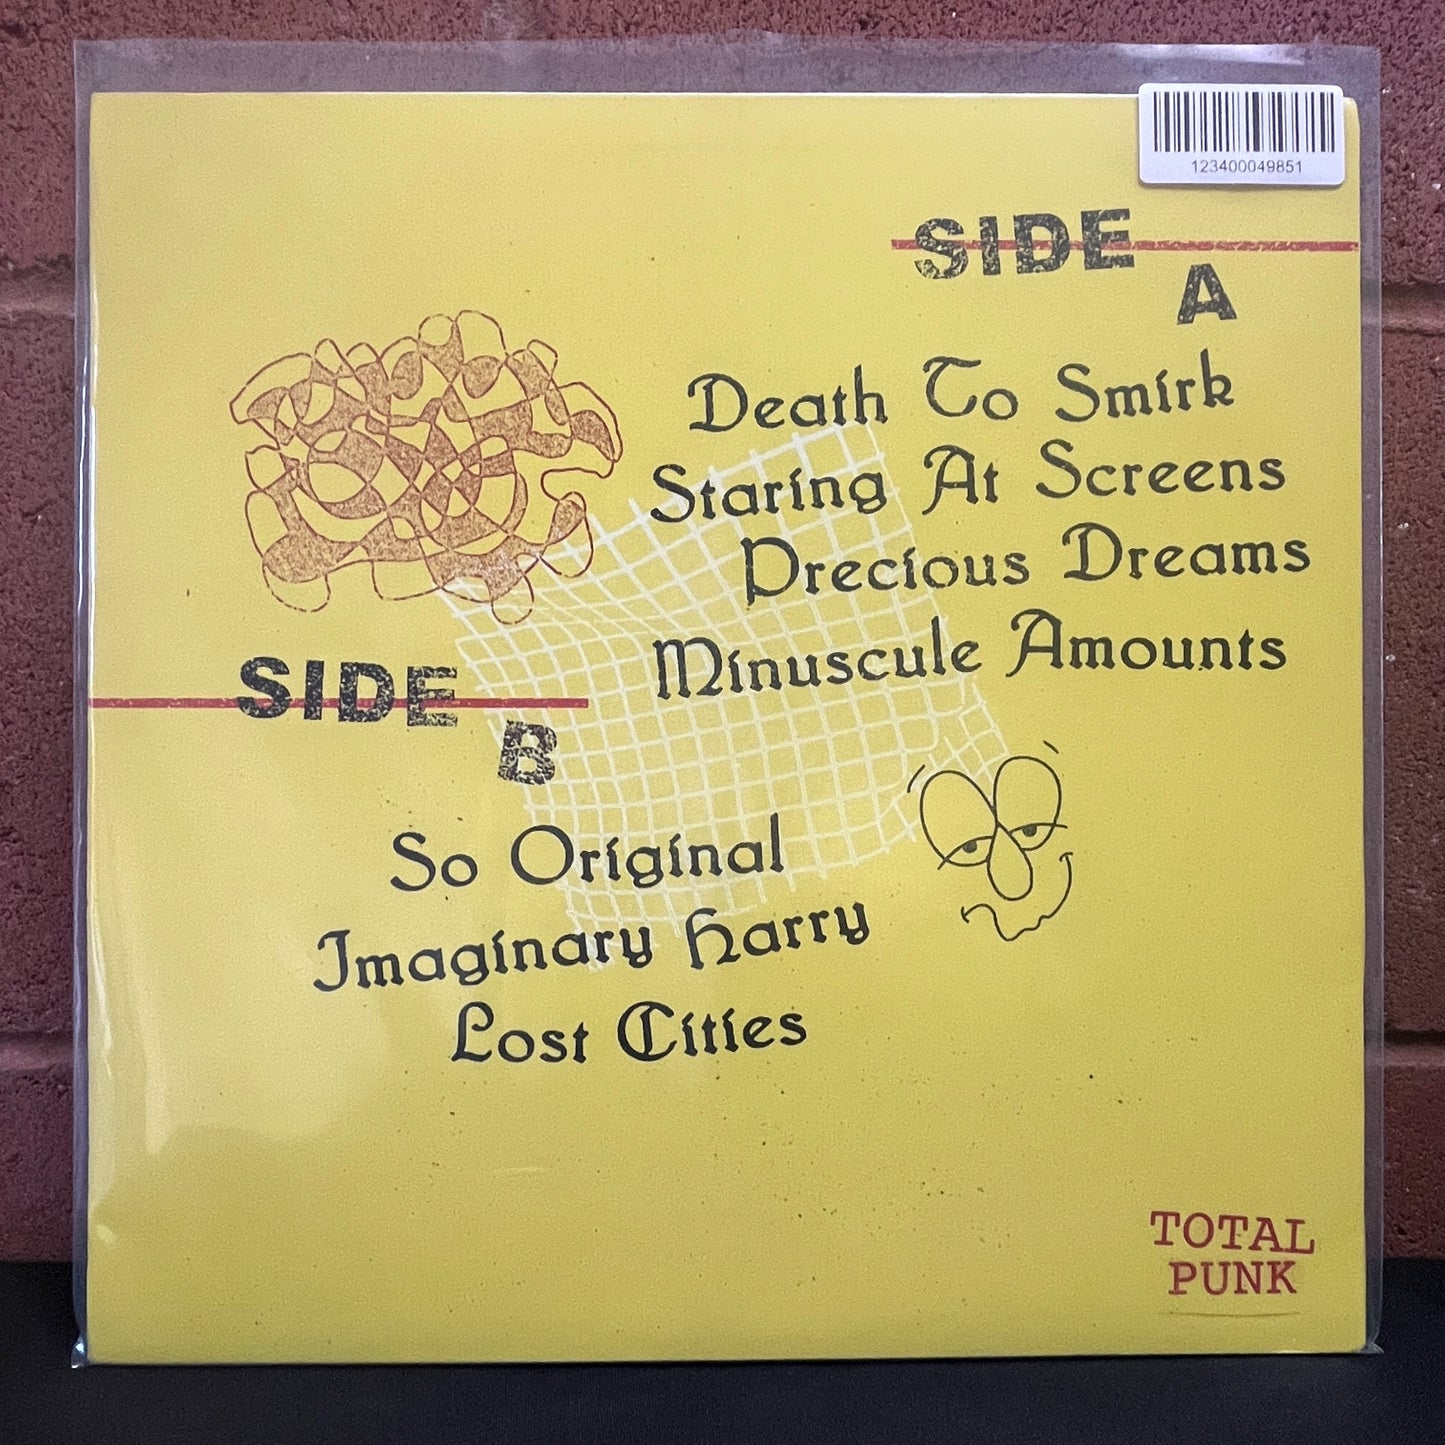 123400049851
SIDE
A
Death To Smirk
Staring At Screens
Precious Dreams
Minuscule Amounts
SIDE
B
So Original
Imaginary Harry
Lost Cities
TOTAL
PUNK